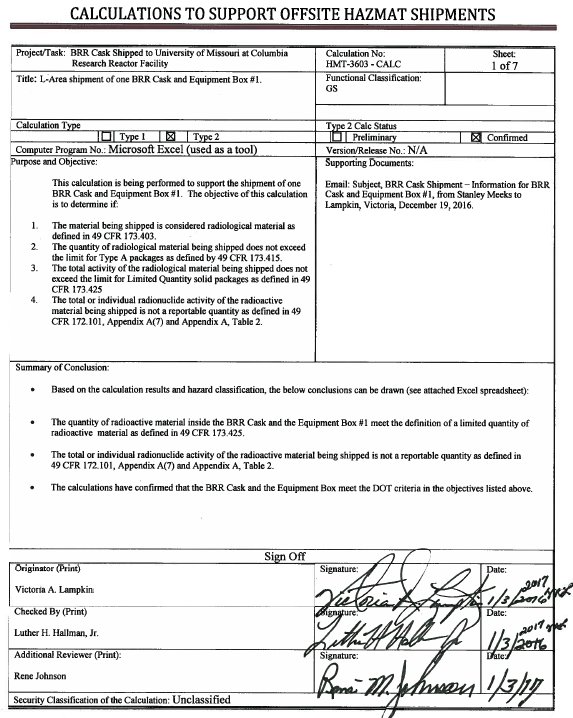 CALCULATIONS TO SUPPORT OFFSITE HAZMAT SHIPMENTS
Project/Task: BRR Cask Shipped to University of Missouri at Columbia
Research Reactor Facility
Calculation No:
HMT-3603 - CALC
Sheet:
1 of 7
Title: L-Area shipment of one BRR Cask and Equipment Box #1.
Functional Classification:
GS
Calculation Type
Type 1
Type 2
Type 2 Calc Status
Preliminary
Confirmed
Computer Program No.: Microsoft Excel (used as a tool)
Version/Release No.: N/A
Purpose and Objective:
This calculation is being performed to support the shipment of one
BRR Cask and Equipment Box #1. The objective of this calculation
is to determine if:
1. The material being shipped is considered radiological material as
defined in 49 CFR 173.403.
2. The quantity of radiological material being shipped does not exceed
the limit for Type A packages as defined by 49 CFR 173.415.
3. The total activity of the radiological material being shipped does not
exceed the limit for Limited Quantity solid packages as defined in 49
CFR 173.425
4. The total or individual radionuclide activity of the radioactive
material being shipped is not a reportable quantity as defined in 49
CFR 172.101, Appendix A(7) and Appendix A, Table 2.
Supporting Documents:
Email: Subject, BRR Cask Shipment – Information for BRR
Cask and Equipment Box #1, from Stanley Meeks to
Lampkin, Victoria, December 19, 2016.
Summary of Conclusion:
• Based on the calculation results and hazard classification, the below conclusions can be drawn (see attached Excel spreadsheet):
• The quantity of radioactive material inside the BRR Cask and the Equipment Box #1 meet the definition of a limited quantity of
radioactive material as defined in 49 CFR 173.425.
• The total or individual radionuclide activity of the radioactive material being shipped is not a reportable quantity as defined in
49 CFR 172.101, Appendix A(7) and Appendix A, Table 2.
• The calculations have confirmed that the BRR Cask and the Equipment Box meet the DOT criteria in the objectives listed above.
Sign Off
Originator (Print)
Signature:
Date:
Victoria A. Lampkin
Victoria A. Lampkin
1/3/2016 2017
Checked By (Print)
Signature:
Date:
Luther H. Hallman, Jr.
Luther H Hallman Jr
1/3/2016 2017
Additional Reviewer (Print):
Signature:
Date:
Rene Johnson
René M. Johnson
1/3/17
Security Classification of the Calculation: Unclassified